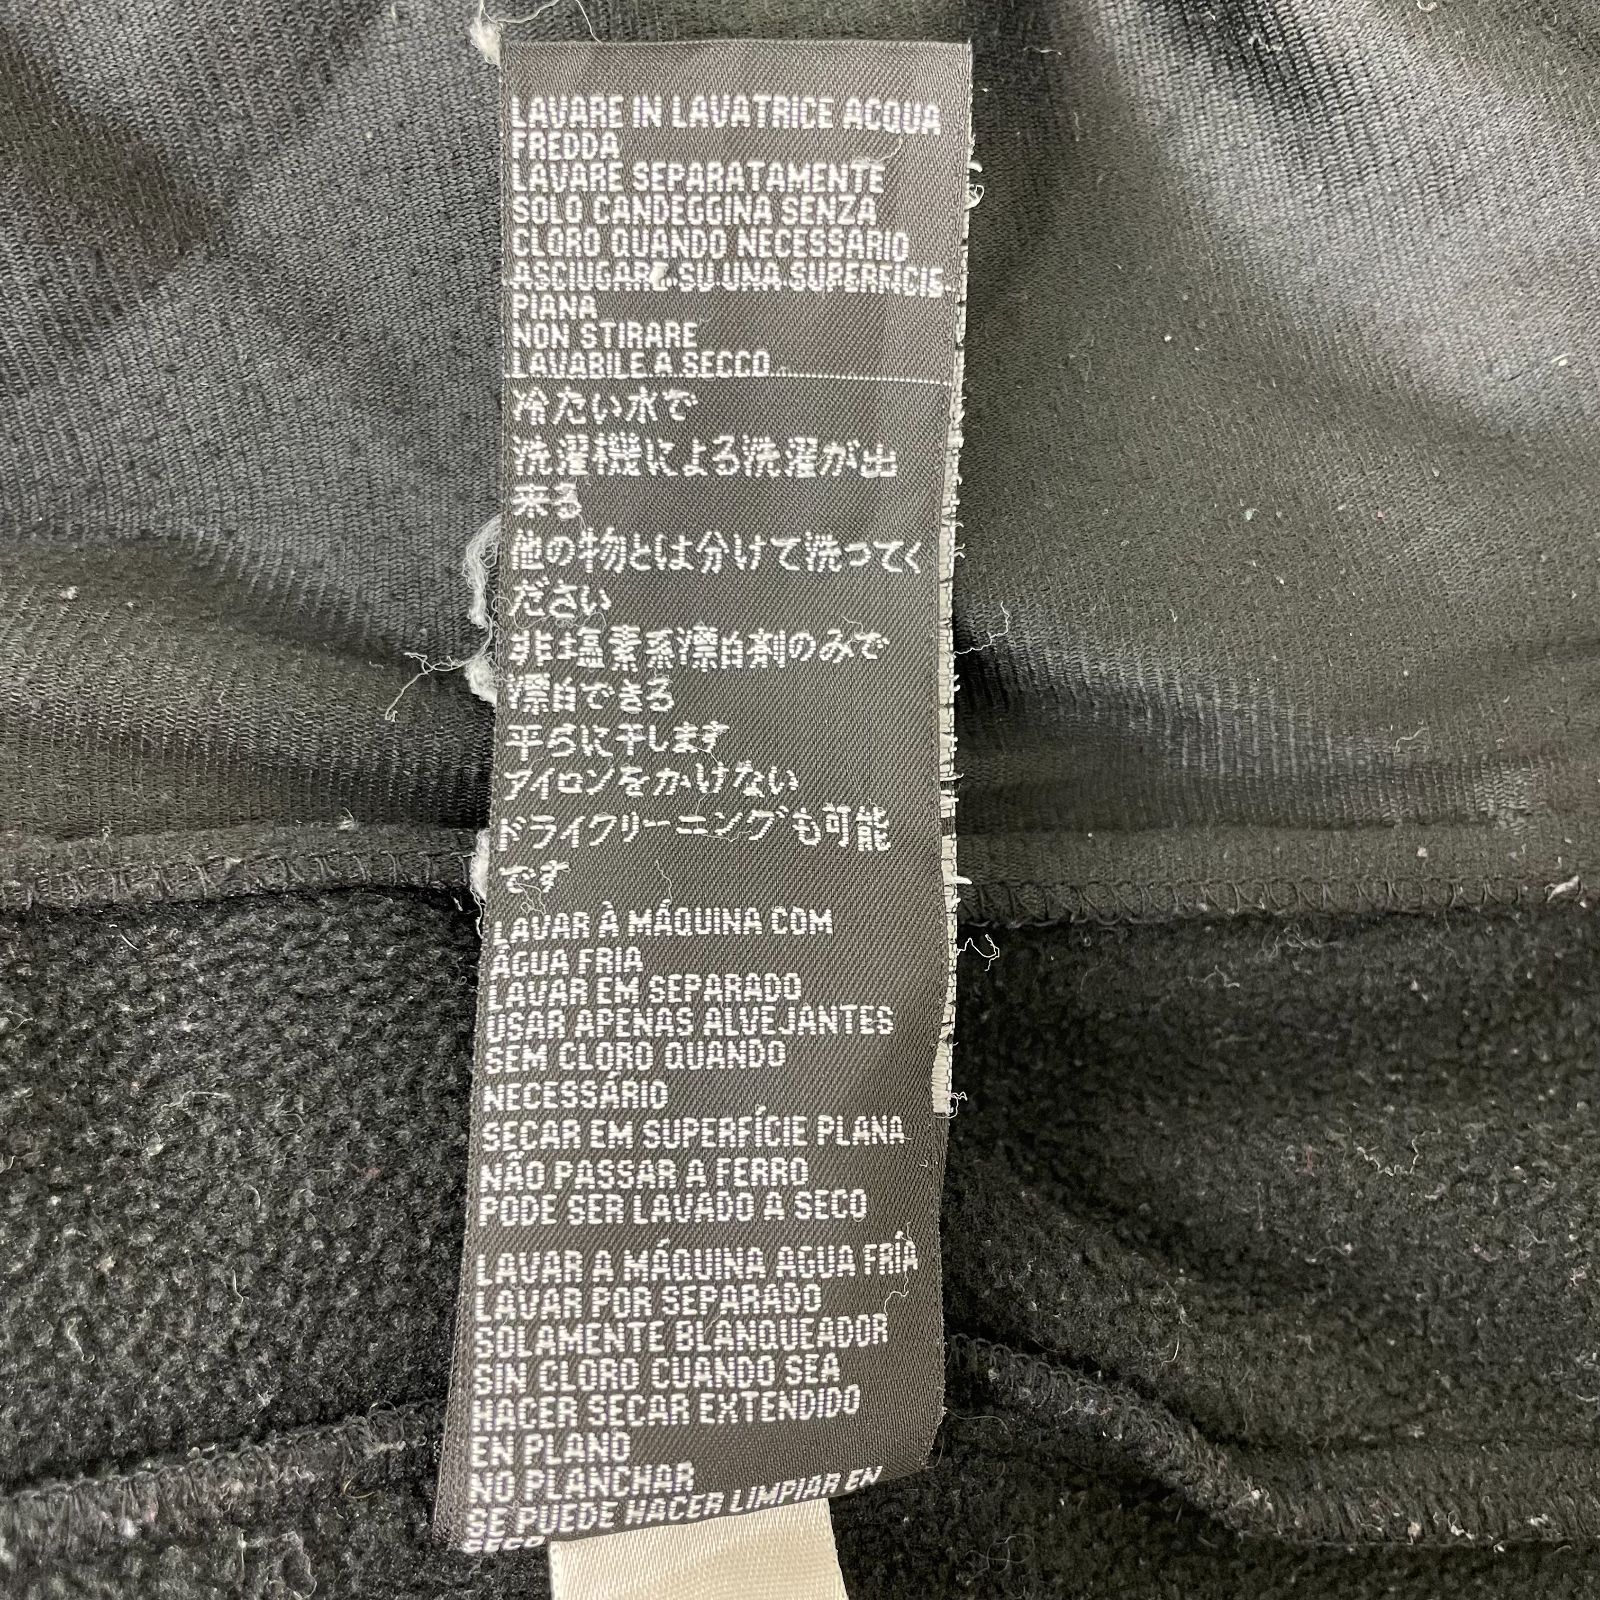 LAVARE IN LAVATRICE ACQUA
FREDDA
LAVARE SEPARATAMENTE
SOLO CANDEGGINA SENZA
CLORO QUANDO NECESSARIO
ASCIUGARE SU UNA SUPERFICIE
PIANA
NON STIRARE
LAVABILE A SECCO
冷たい水で
洗濯機による洗濯が出
来る
他の物とは分けて洗ってく
ださい
非塩素系漂白剤のみで
漂白できる
平らに干します
アイロンをかけない
ドライクリーニングも可能
です
LAVAR À MÁQUINA COM
ÁGUA FRIA
LAVAR EM SEPARADO
USAR APENAS ALVEJANTES
SEM CLORO QUANDO
NECESSÁRIO
SECAR EM SUPERFÍCIE PLANA
NÃO PASSAR A FERRO
PODE SER LAVADO A SECO
LAVAR A MÁQUINA AGUA FRÍA
LAVAR POR SEPARADO
SOLAMENTE BLANQUEADOR
SIN CLORO CUANDO SEA
HACER SECAR EXTENDIDO
EN PLANO
NO PLANCHAR
SE PUEDE HACER LIMPIAR EN